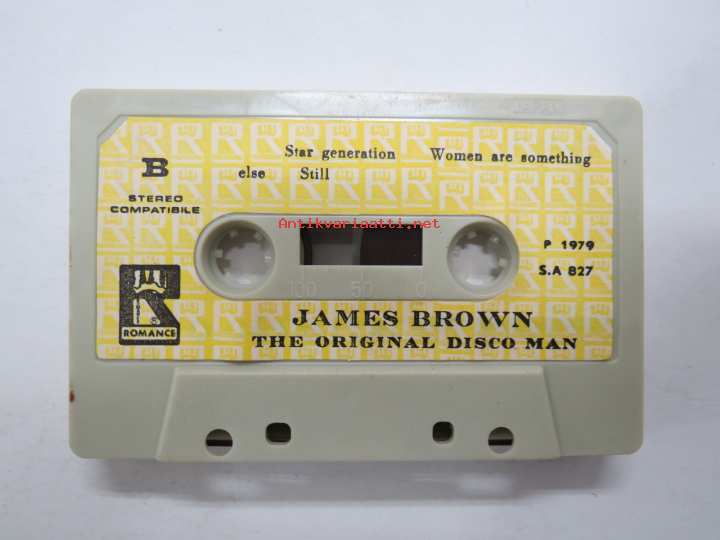 B
Star generation Women are something
else Still
STEREO
COMPATIBILE
Antikvariaatti.net
P 1979
S.A 827
100 50 0
ROMANCE
JAMES BROWN
THE ORIGINAL DISCO MAN